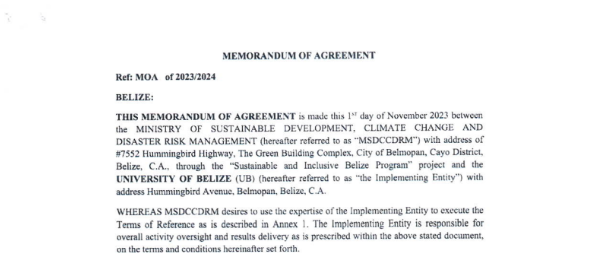 MEMORANDUM OF AGREEMENT
Ref: MOA of 2023/2024
BELIZE:
THIS MEMORANDUM OF AGREEMENT is made this 1st day of November 2023 between
the MINISTRY OF SUSTAINABLE DEVELOPMENT, CLIMATE CHANGE AND
DISASTER RISK MANAGEMENT (hereafter referred to as “MSDCCDRM”) with address of
#7552 Hummingbird Highway, The Green Building Complex, City of Belmopan, Cayo District,
Belize, C.A., through the “Sustainable and Inclusive Belize Program” project and the
UNIVERSITY OF BELIZE (UB) (hereafter referred to as “the Implementing Entity”) with
address Hummingbird Avenue, Belmopan, Belize, C.A.
WHEREAS MSDCCDRM desires to use the expertise of the Implementing Entity to execute the
Terms of Reference as is described in Annex 1. The Implementing Entity is responsible for
overall activity oversight and results delivery as is prescribed within the above stated document,
on the terms and conditions hereinafter set forth.